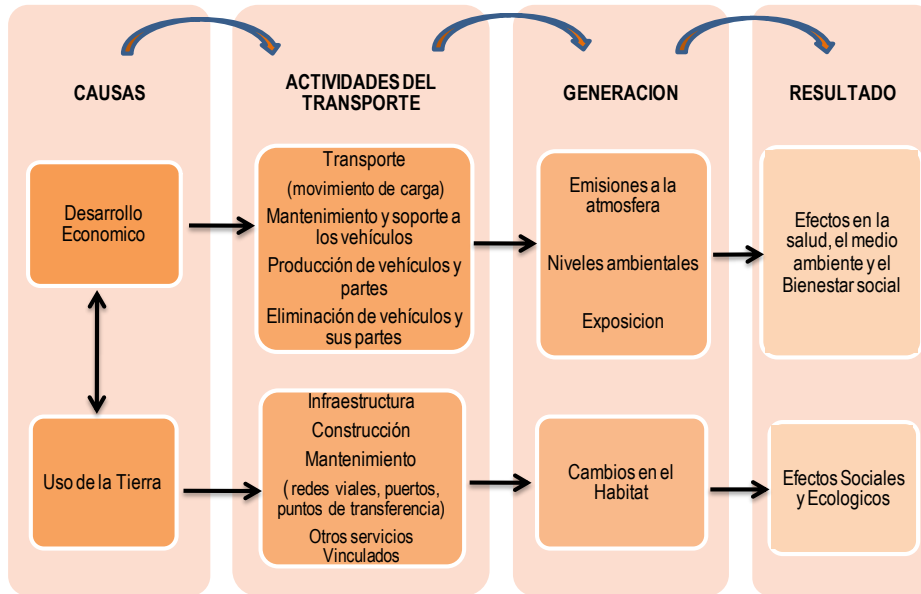 CAUSAS
ACTIVIDADES DEL
TRANSPORTE
GENERACION
RESULTADO
Desarrollo
Economico
Transporte
(movimiento de carga)
Mantenimiento y soporte a
los vehículos
Producción de vehículos y
partes
Eliminación de vehículos y
sus partes
Emisiones a la
atmosfera
Niveles ambientales
Exposicion
Efectos en la
salud, el medio
ambiente y el
Bienestar social
Uso de la Tierra
Infraestructura
Construcción
Mantenimiento
( redes viales, puertos,
puntos de transferencia)
Otros servicios
Vinculados
Cambios en el
Habitat
Efectos Sociales
y Ecologicos